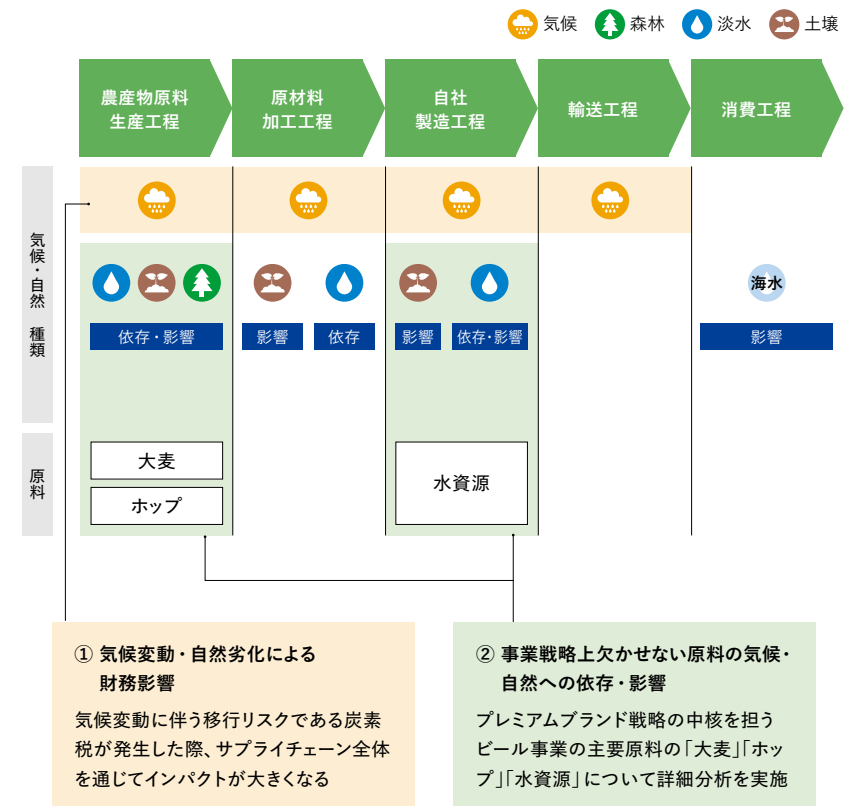 気候 森林 淡水 土壌
農産物原料
生産工程
原材料
加工工程
自社
製造工程
輸送工程
消費工程
気候・自然 種類
海水
依存・影響
影響
依存
影響
依存・影響
影響
原料
大麦
ホップ
水資源
① 気候変動・自然劣化による
財務影響
気候変動に伴う移行リスクである炭素
税が発生した際、サプライチェーン全体
を通じてインパクトが大きくなる
② 事業戦略上欠かせない原料の気候・
自然への依存・影響
プレミアムブランド戦略の中核を担う
ビール事業の主要原料の「大麦」「ホッ
プ」「水資源」について詳細分析を実施